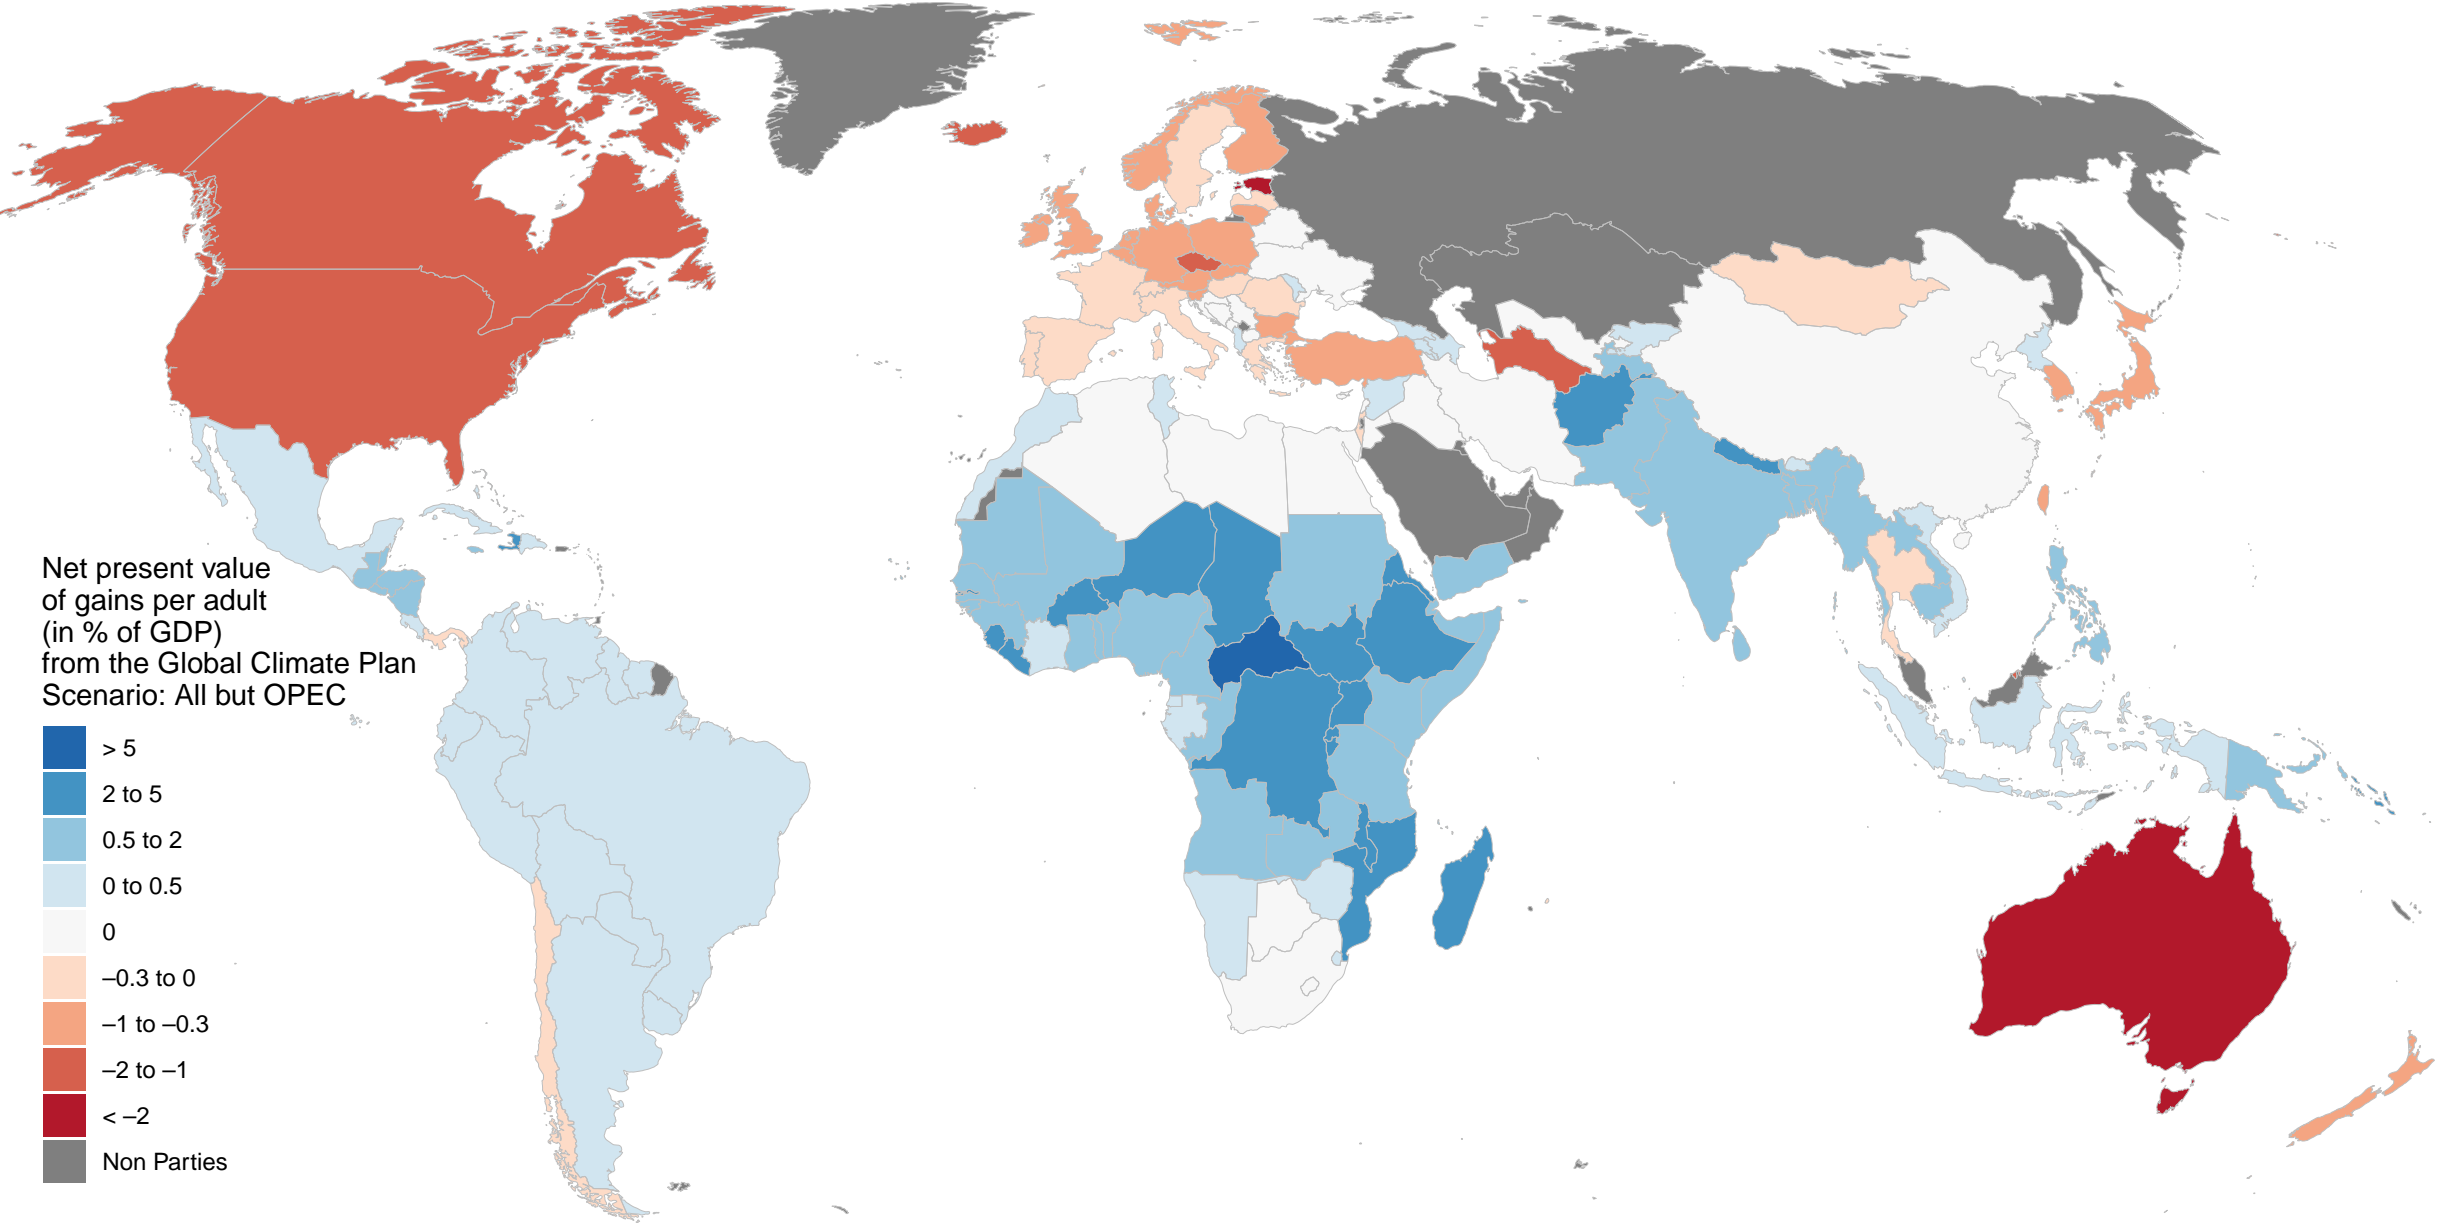 Net present value
of gains per adult
(in % of GDP)
from the Global Climate Plan
Scenario: All but OPEC
> 5
2 to 5
0.5 to 2
0 to 0.5
0
–0.3 to 0
–1 to –0.3
–2 to –1
< –2
Non Parties